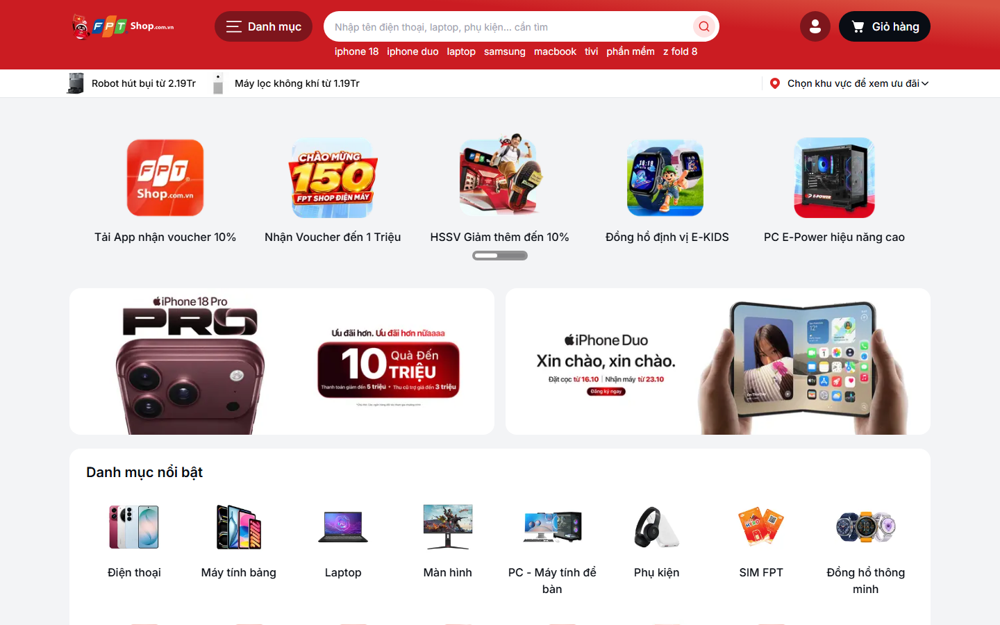 FPT Shop.com.vn
Danh mục
Nhập tên điện thoại, laptop, phụ kiện... cần tìm
Giỏ hàng
iphone 18 iphone duo laptop samsung macbook tivi phần mềm z fold 8
Robot hút bụi từ 2.19Tr
Máy lọc không khí từ 1.19Tr
Chọn khu vực để xem ưu đãi
FPT
Shop.com.vn
CHÀO MỪNG
150
FPT SHOP ĐIỆN MÁY
E-POWER
Tải App nhận voucher 10%
Nhận Voucher đến 1 Triệu
HSSV Giảm thêm đến 10%
Đồng hồ định vị E-KIDS
PC E-Power hiệu năng cao
iPhone 18 Pro
PRO
Ưu đãi hơn. Ưu đãi hơn nữaaaa
10 Quà Đến
TRIỆU
Thanh toán giảm đến 5 triệu • Thu cũ trợ giá đến 3 triệu
iPhone Duo
Xin chào, xin chào.
Đặt cọc từ 16.10 | Nhận máy từ 23.10
Đăng ký ngay
Danh mục nổi bật
Điện thoại
Máy tính bảng
Laptop
Màn hình
PC - Máy tính để
bàn
Phụ kiện
SIM FPT
Đồng hồ thông
minh